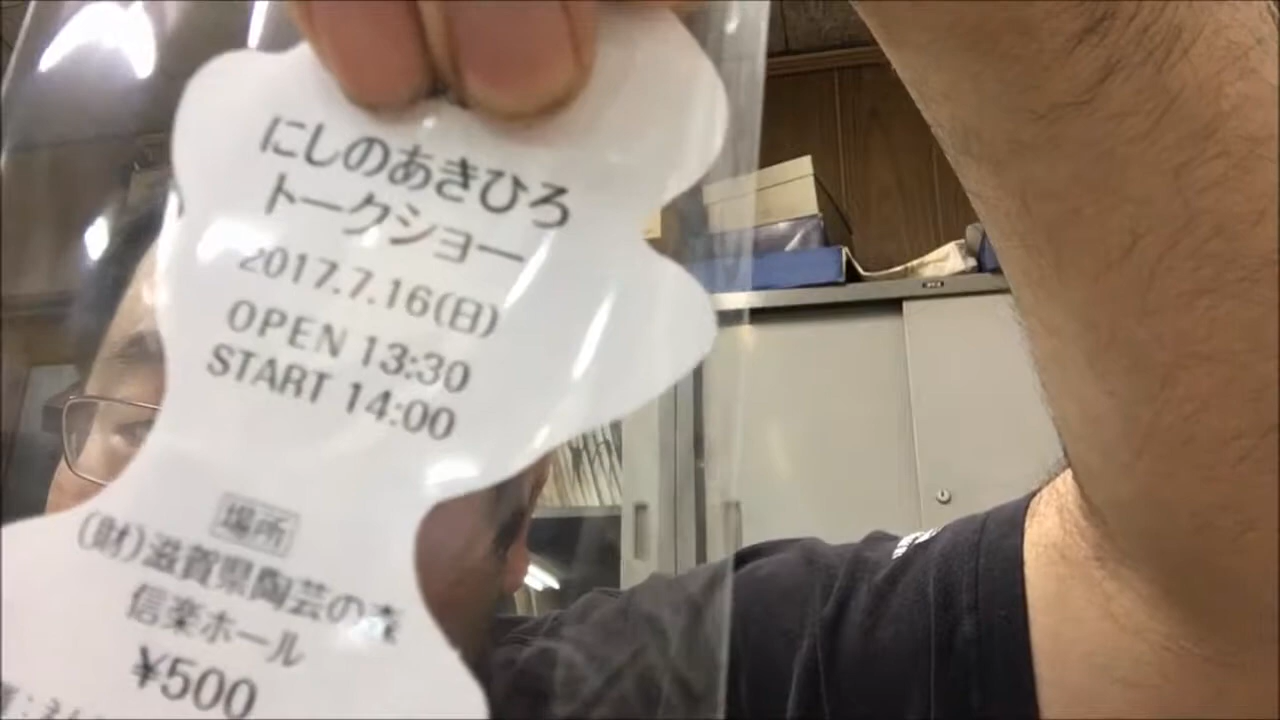 にしのあきひろ
トークショー
2017.7.16(日)
OPEN 13:30
START 14:00
場所
(財)滋賀県陶芸の森
信楽ホール
¥500